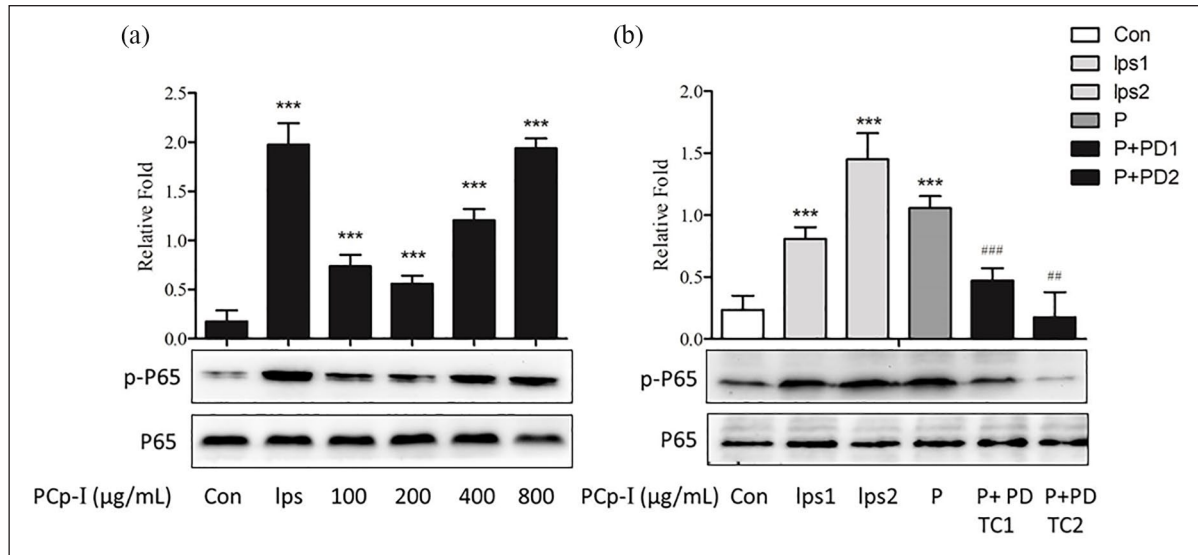 (a)
Relative Fold
2.5
2.0
1.5
1.0
0.5
0.0
***
***
***
***
***
p-P65
P65
PCp-I (μg/mL) Con lps 100 200 400 800
(b)
Con
lps1
lps2
P
P+PD1
P+PD2
Relative Fold
2.0
1.5
1.0
0.5
0.0
***
***
***
###
##
p-P65
P65
PCp-I (μg/mL) Con lps1 lps2 P P+ PD P+PD
TC1 TC2